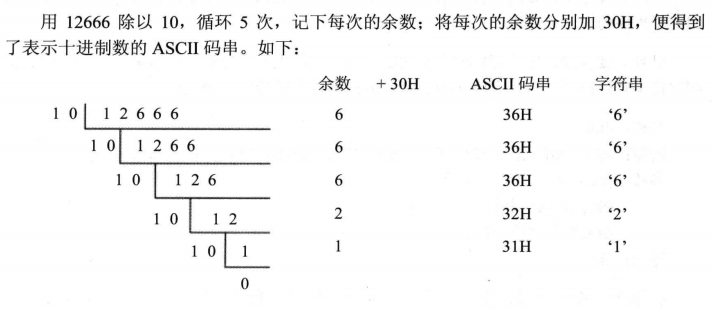 用 12666 除以 10，循环 5 次，记下每次的余数；将每次的余数分别加 30H，便得到
了表示十进制数的 ASCII 码串。如下：
余数 + 30H ASCII 码串 字符串
10 12666 6 36H ‘6’
10 1266 6 36H ‘6’
10 126 6 36H ‘6’
10 12 2 32H ‘2’
10 1 1 31H ‘1’
0